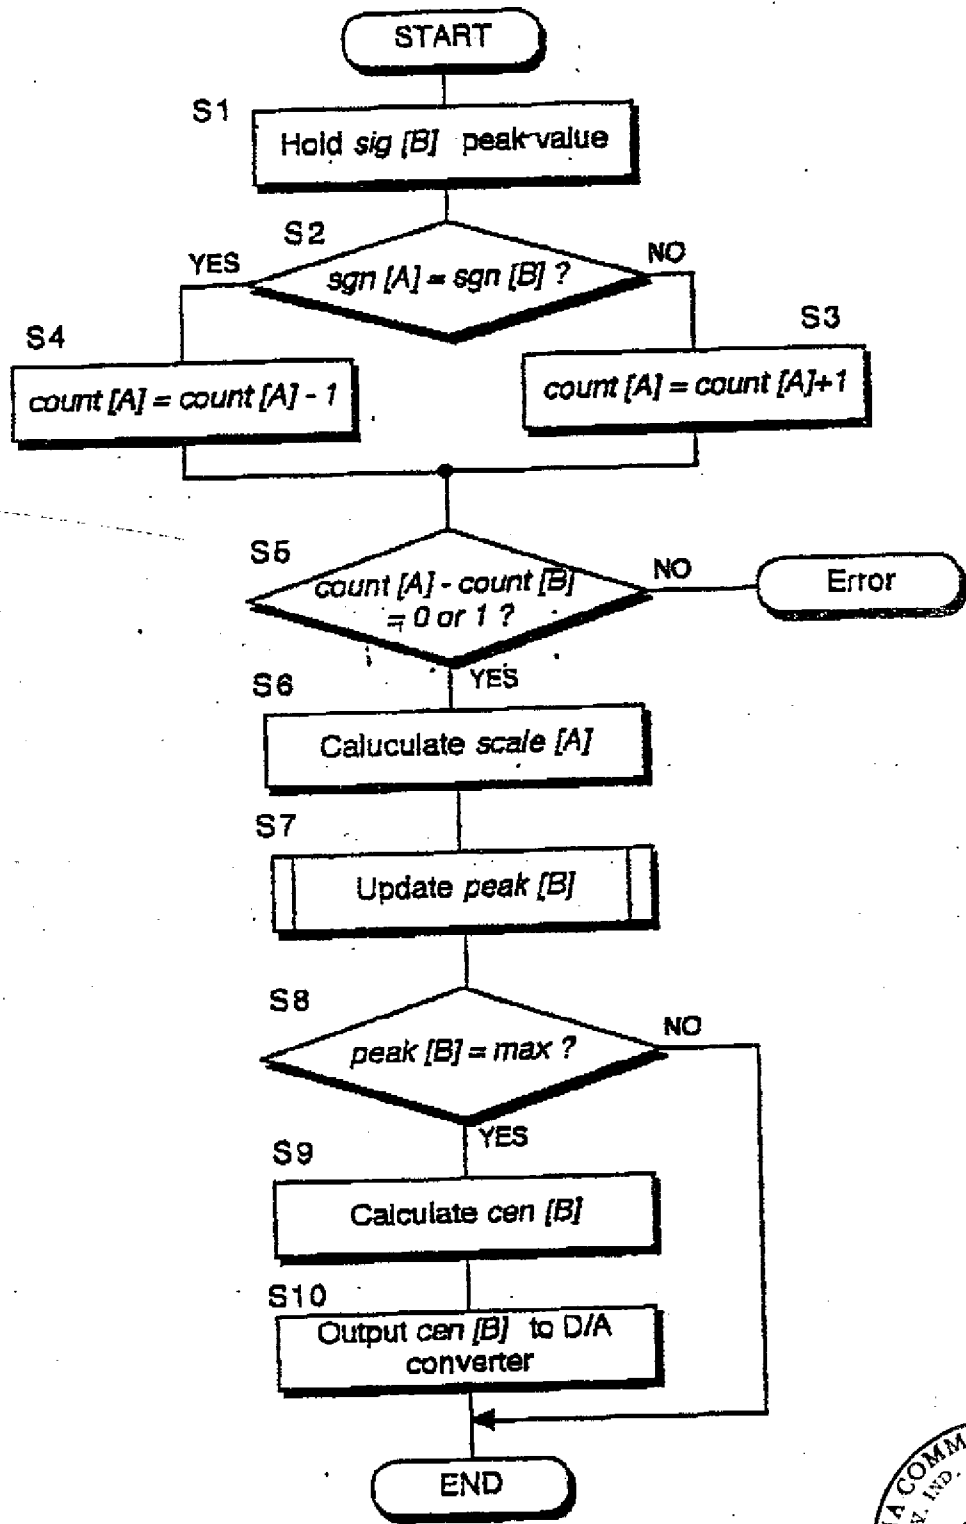 START
S1
Hold sig [B] peak value
S2
YES
sgn [A] = sgn [B] ?
NO
S4
count [A] = count [A] - 1
S3
count [A] = count [A]+1
S5
count [A] - count [B]
= 0 or 1 ?
NO
Error
YES
S6
Caluculate scale [A]
S7
Update peak [B]
S8
peak [B] = max ?
NO
YES
S9
Calculate cen [B]
S10
Output cen [B] to D/A
converter
END
A COMM
IND.